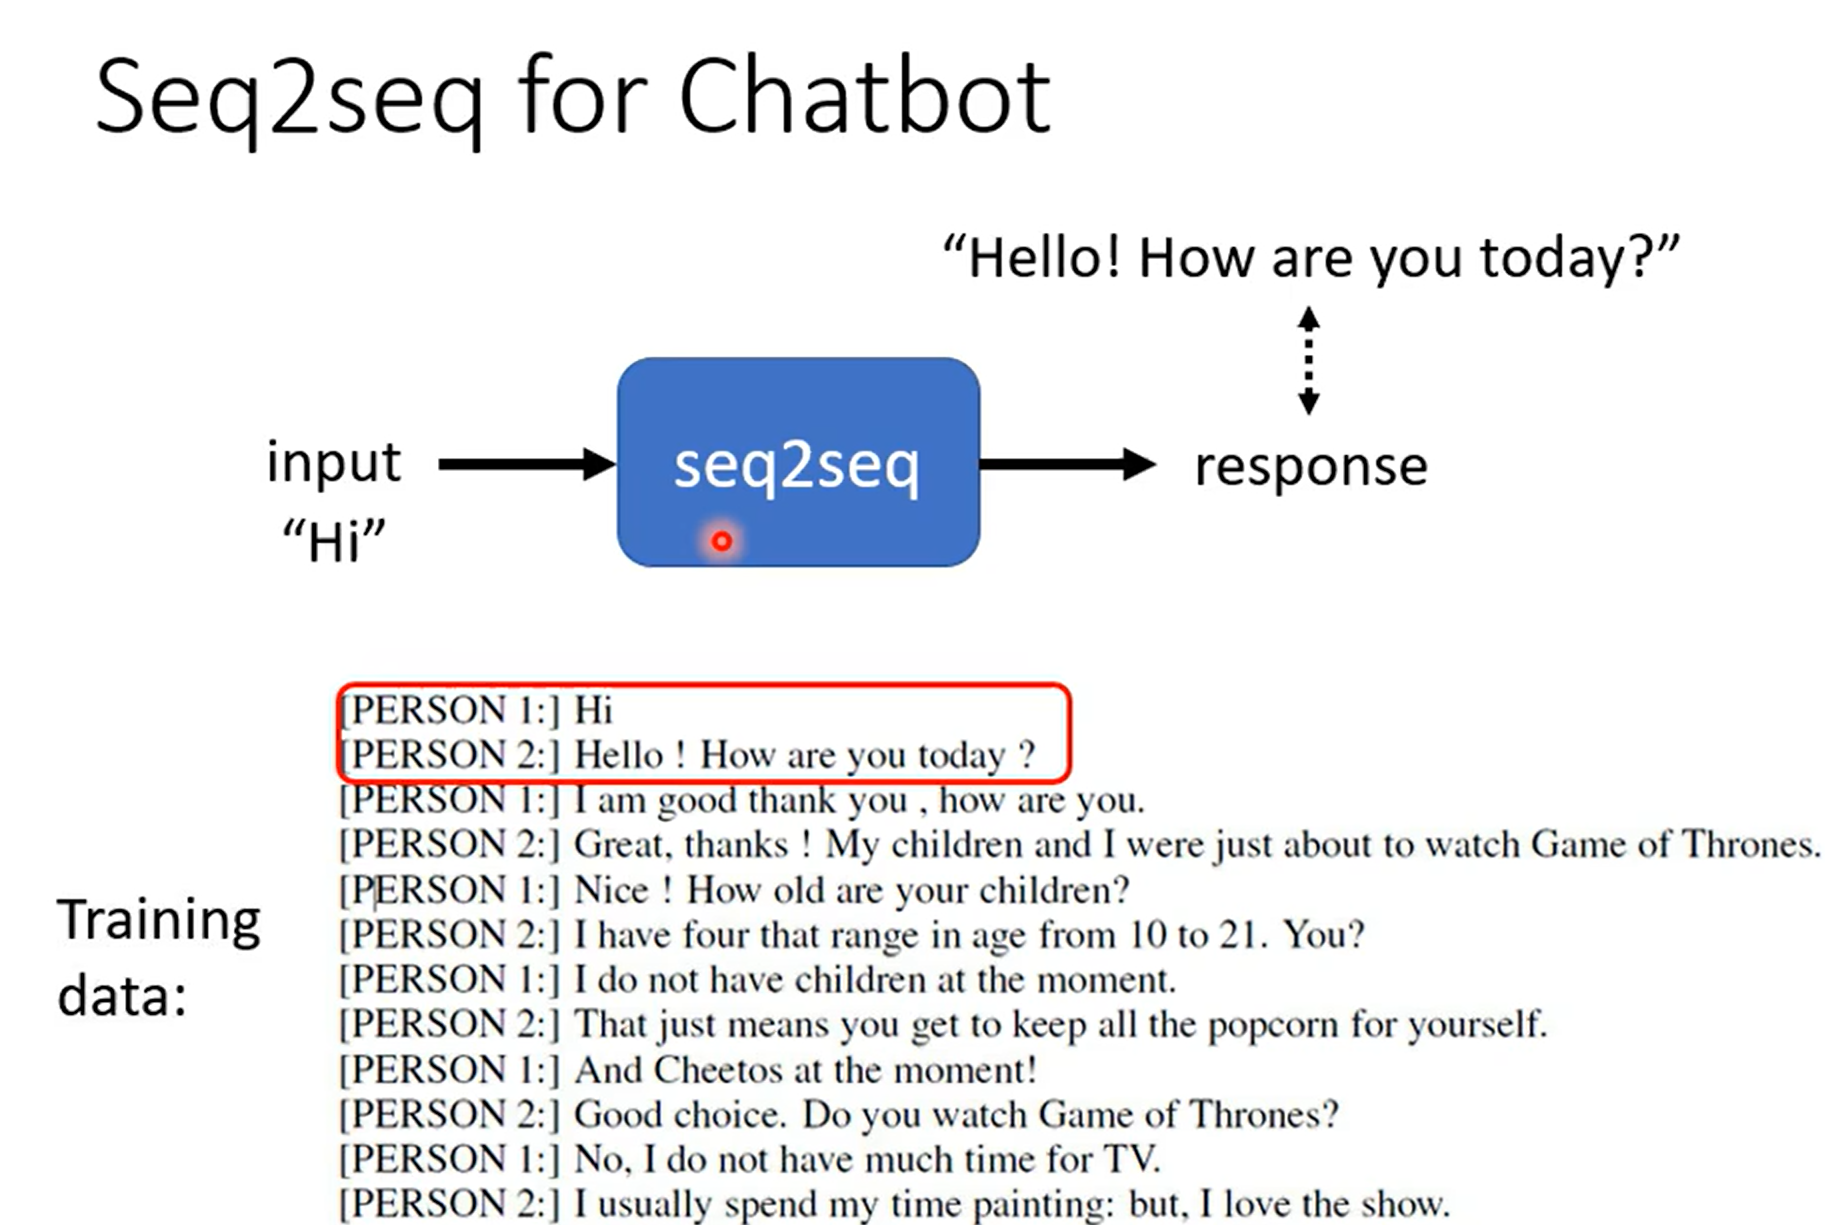 Seq2seq for Chatbot
“Hello! How are you today?”
input
seq2seq
response
“Hi”
Training
data:
[PERSON 1:] Hi
[PERSON 2:] Hello ! How are you today ?
[PERSON 1:] I am good thank you , how are you.
[PERSON 2:] Great, thanks ! My children and I were just about to watch Game of Thrones.
[PERSON 1:] Nice ! How old are your children?
[PERSON 2:] I have four that range in age from 10 to 21. You?
[PERSON 1:] I do not have children at the moment.
[PERSON 2:] That just means you get to keep all the popcorn for yourself.
[PERSON 1:] And Cheetos at the moment!
[PERSON 2:] Good choice. Do you watch Game of Thrones?
[PERSON 1:] No, I do not have much time for TV.
[PERSON 2:] I usually spend my time painting: but, I love the show.